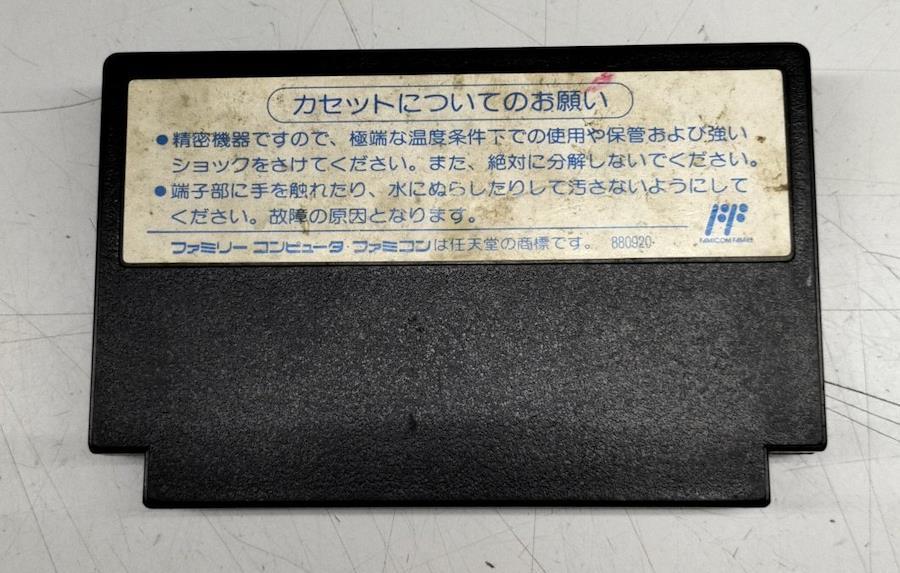 カセットについてのお願い
●精密機器ですので、極端な温度条件下での使用や保管および強い
ショックをさけてください。また、絶対に分解しないでください。
●端子部に手を触れたり、水にぬらしたりして汚さないようにして
ください。故障の原因となります。
ファミリーコンピュータ・ファミコンは任天堂の商標です。 880920·
FF
FAMICOM FAMILY